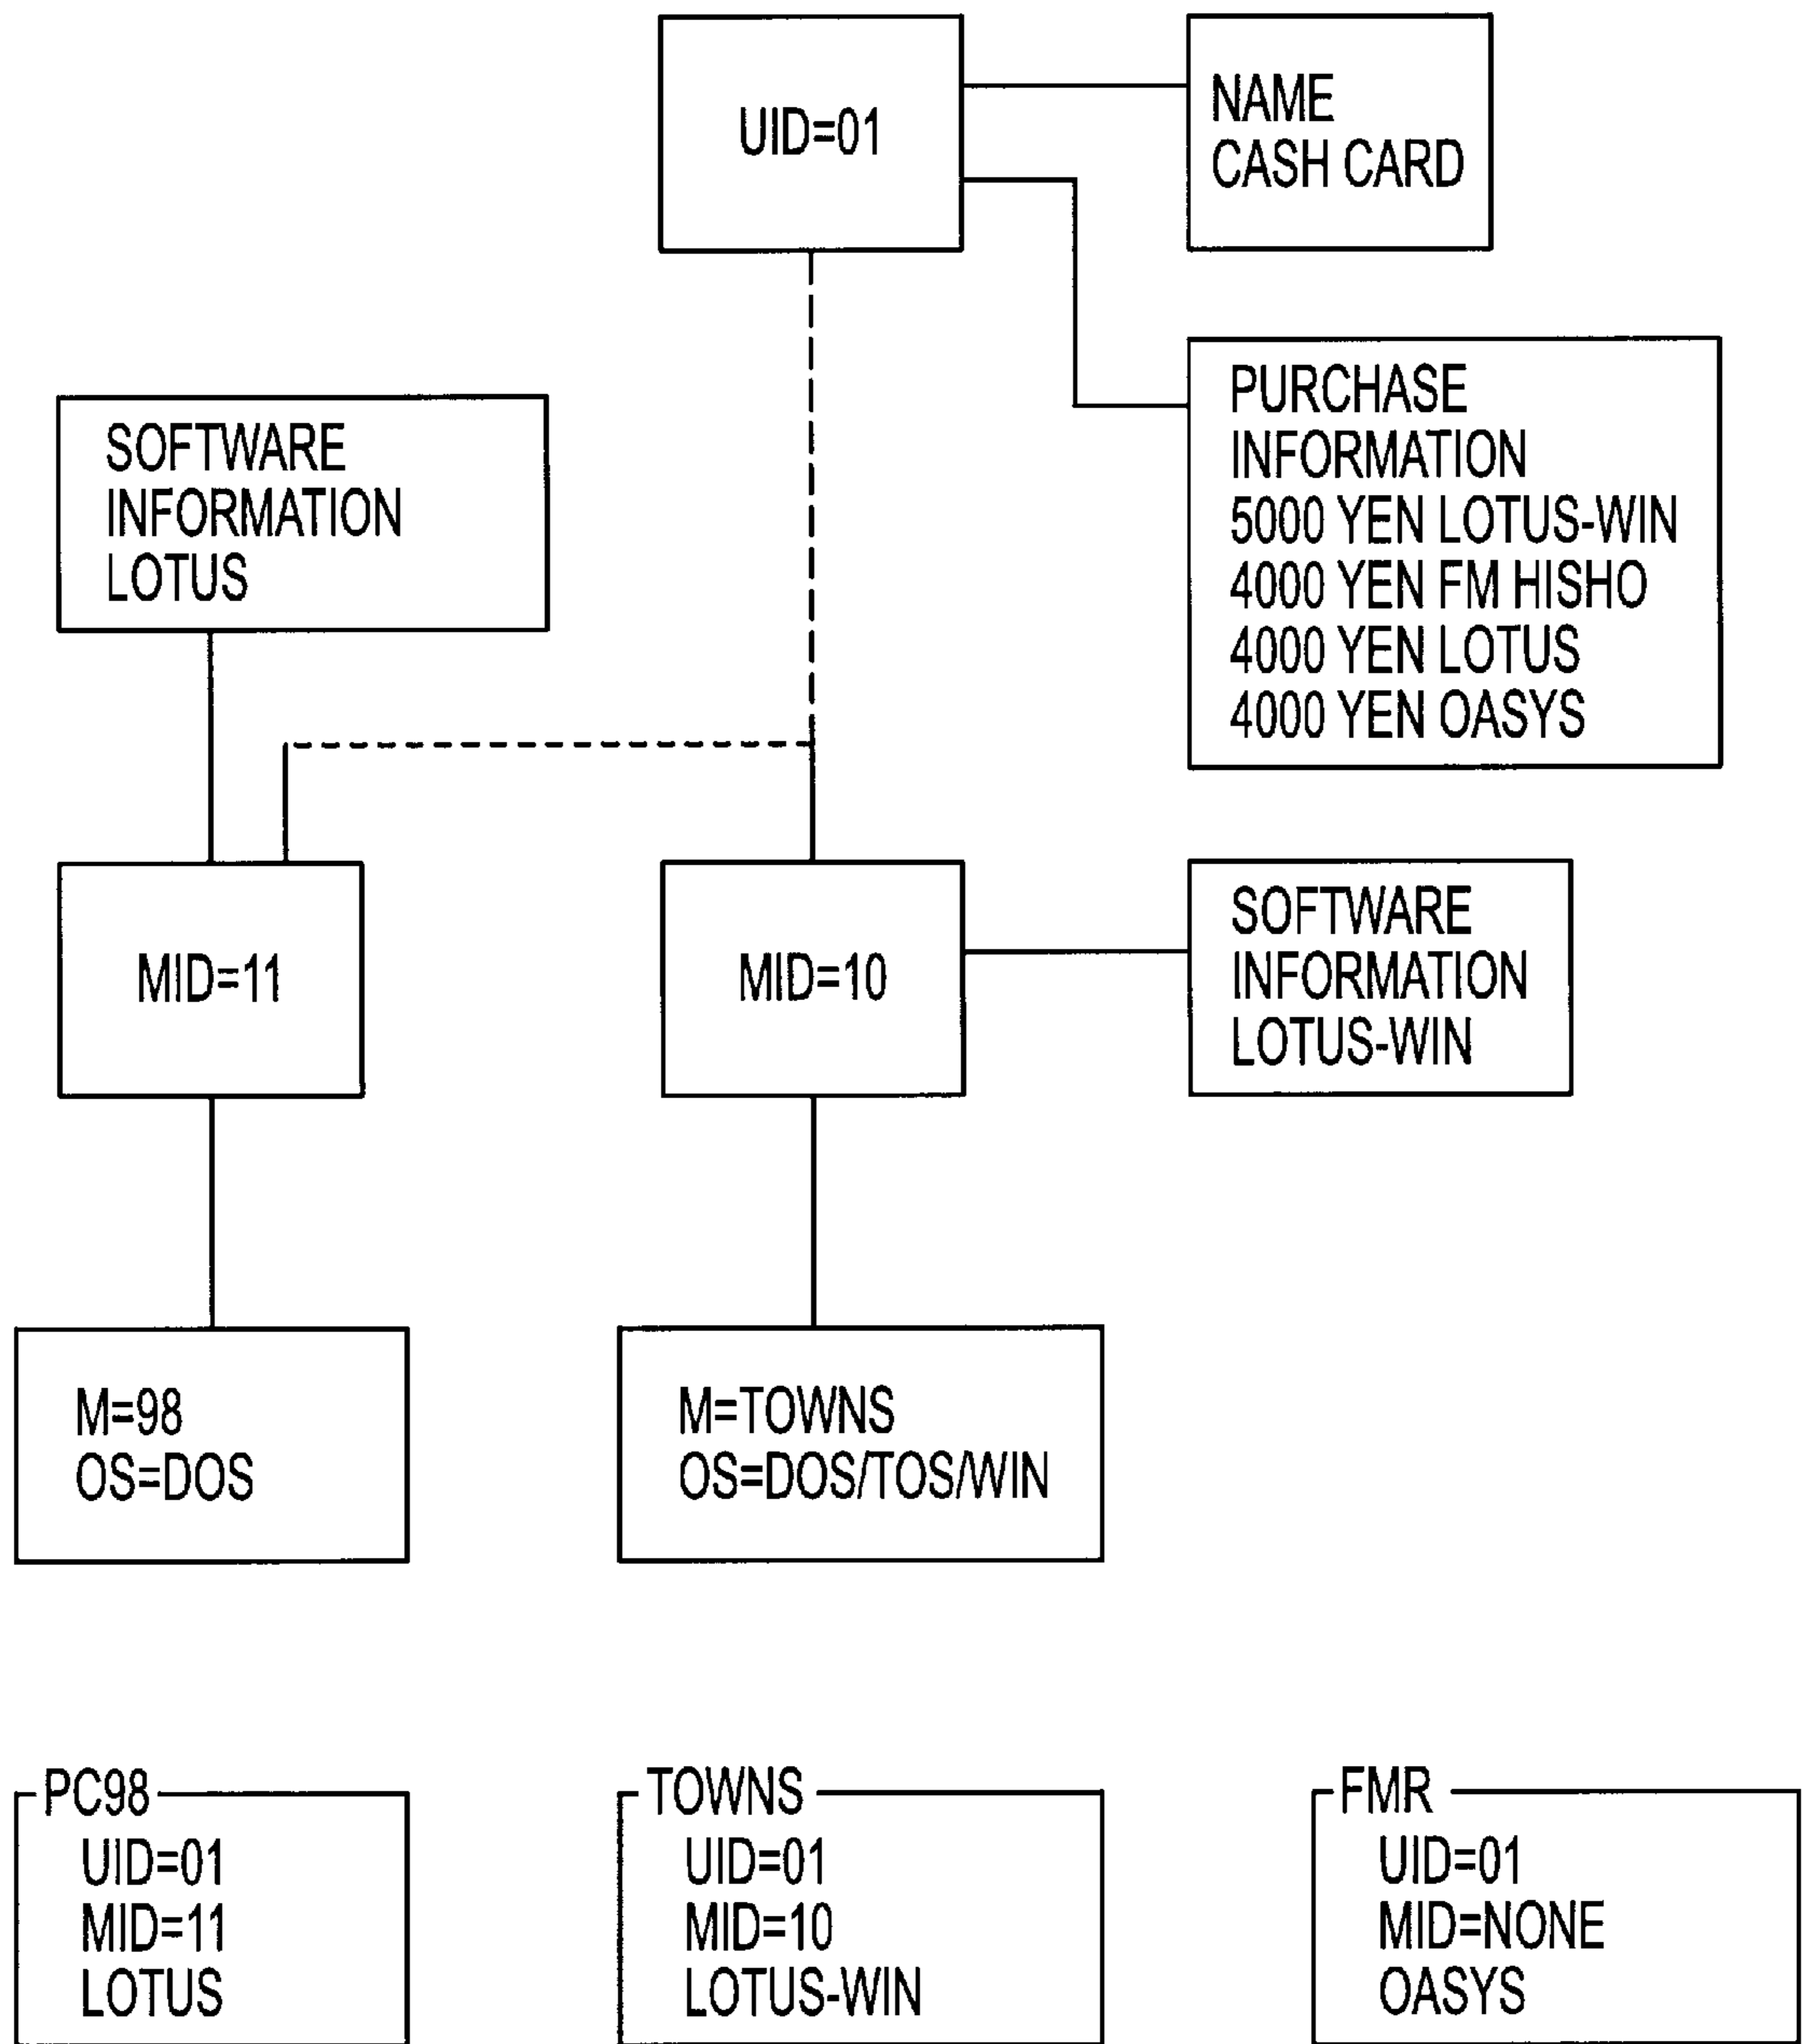 UID=01
NAME
CASH CARD
PURCHASE
INFORMATION
5000 YEN LOTUS-WIN
4000 YEN FM HISHO
4000 YEN LOTUS
4000 YEN OASYS
SOFTWARE
INFORMATION
LOTUS
MID=11
MID=10
SOFTWARE
INFORMATION
LOTUS-WIN
M=98
OS=DOS
M=TOWNS
OS=DOS/TOS/WIN
PC98
UID=01
MID=11
LOTUS
TOWNS
UID=01
MID=10
LOTUS-WIN
FMR
UID=01
MID=NONE
OASYS